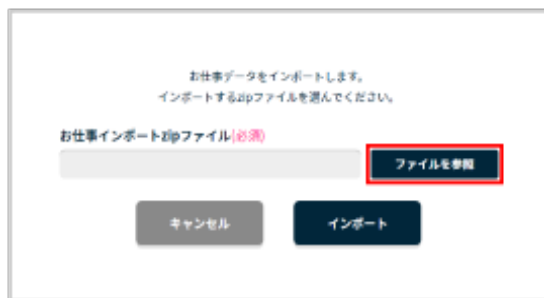 お仕事データをインポートします。
インポートするzipファイルを選んでください。
お仕事インポートzipファイル(必須)
ファイルを参照
キャンセル
インポート